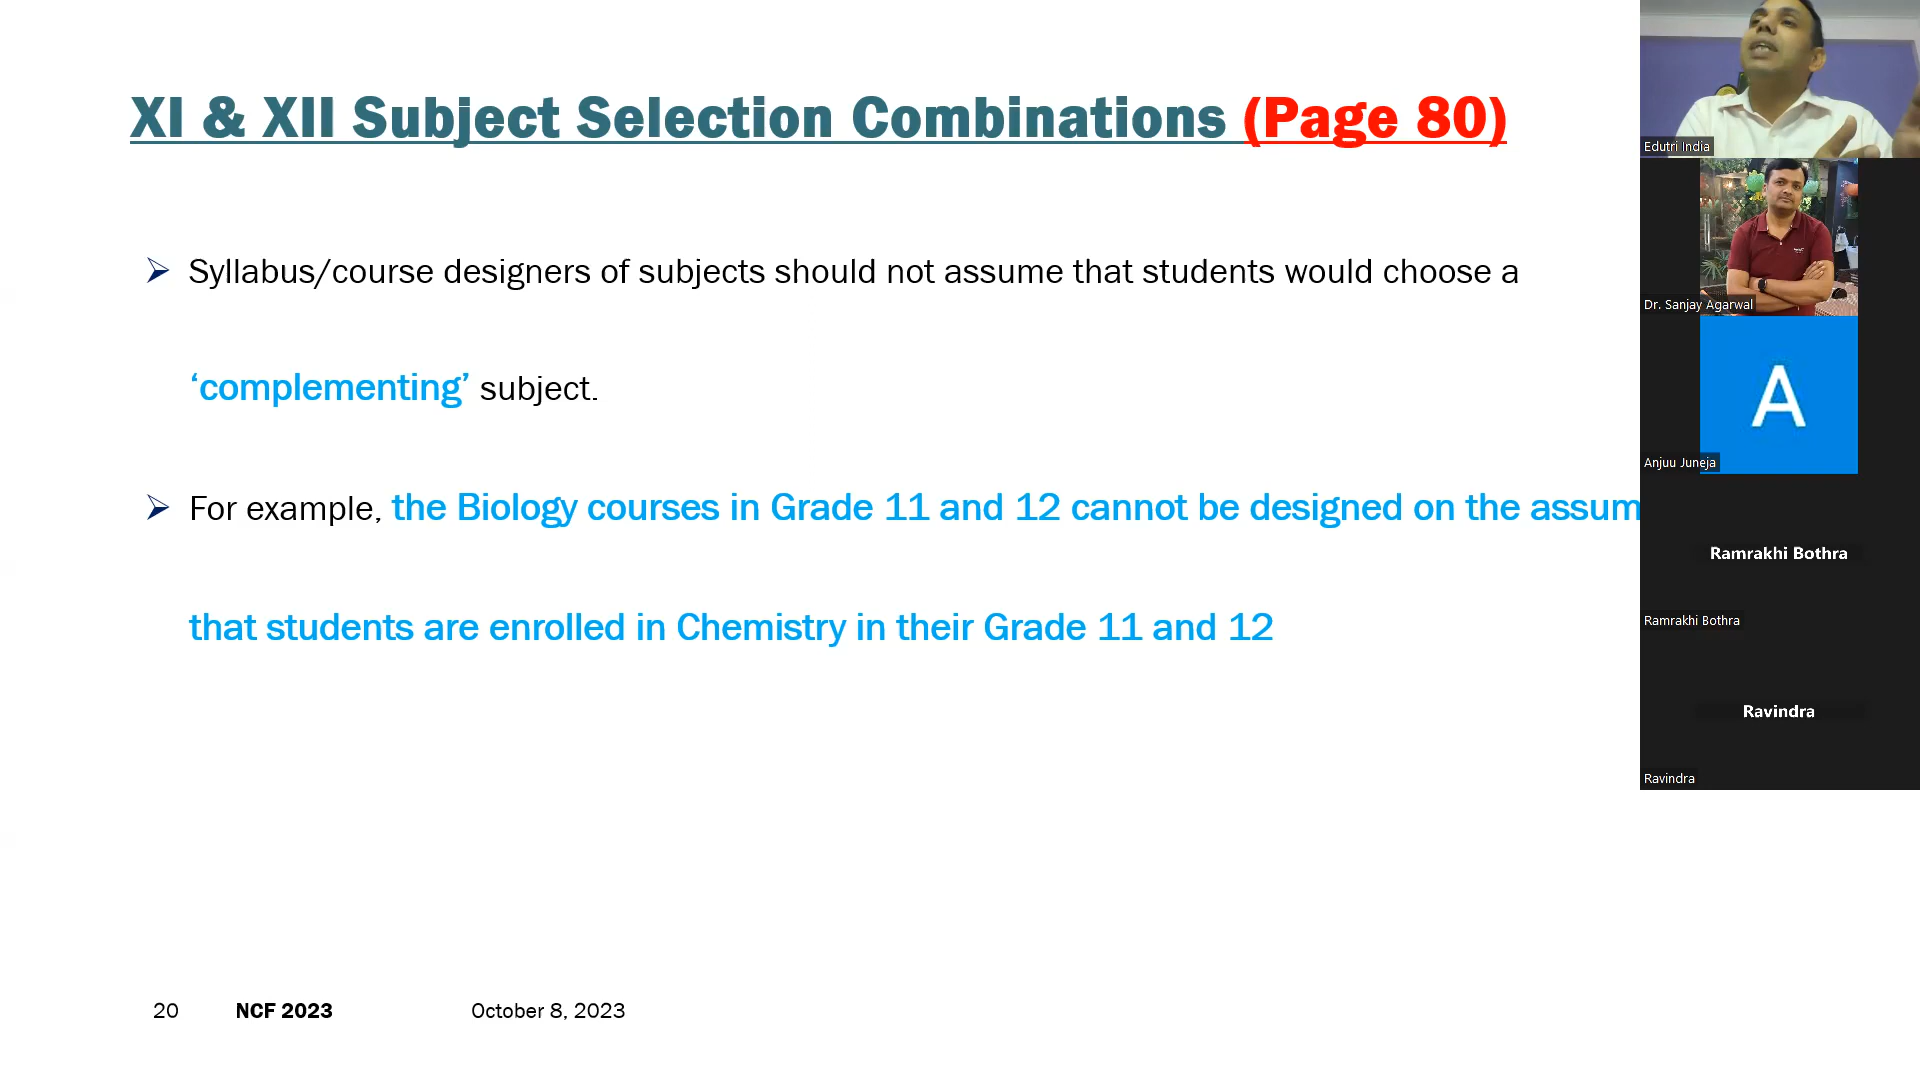 XI & XII Subject Selection Combinations (Page 80)
➢ Syllabus/course designers of subjects should not assume that students would choose a
‘complementing’ subject.
➢ For example, the Biology courses in Grade 11 and 12 cannot be designed on the assum
that students are enrolled in Chemistry in their Grade 11 and 12
20 NCF 2023 October 8, 2023
Edutri India
Dr. Sanjay Agarwal
A
Anjuu Juneja
Ramrakhi Bothra
Ramrakhi Bothra
Ravindra
Ravindra